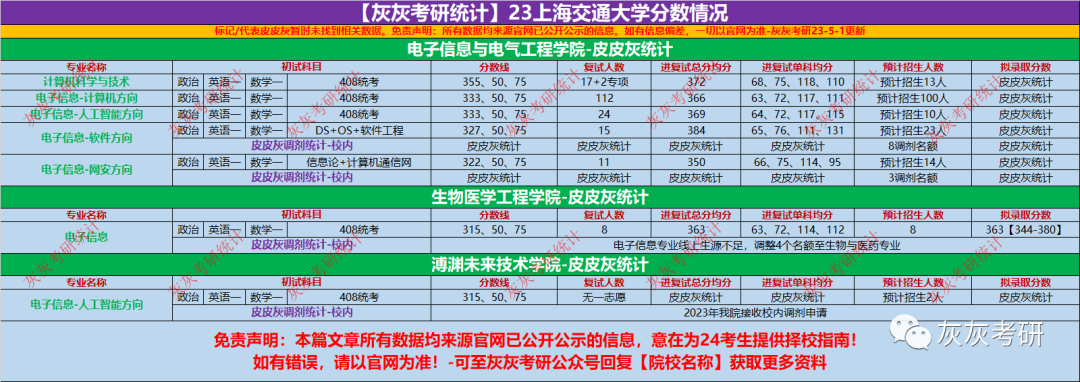 【灰灰考研统计】23上海交通大学分数情况
标记/代表皮皮灰暂时未找到相关数据。免责声明：所有数据均来源官网已公开公示的信息。如有信息偏差，一切以官网为准-灰灰考研23-5-1更新
电子信息与电气工程学院-皮皮灰统计
专业名称 初试科目 分数线 复试人数 进复试总分均分 进复试单科均分 预计招生人数 拟录取分数
计算机科学与技术 政治 英语一 数学一 408统考 355、50、75 17+2专项 372 68、75、118、110 预计招生13人 皮皮灰统计
电子信息-计算机方向 政治 英语一 数学一 408统考 333、50、75 112 366 63、72、117、111 预计招生100人 皮皮灰统计
电子信息-人工智能方向 政治 英语一 数学一 408统考 333、50、75 24 369 64、72、117、115 预计招生10人 皮皮灰统计
电子信息-软件方向 政治 英语一 数学一 DS+OS+软件工程 327、50、75 15 384 65、76、111、131 预计招生23人 皮皮灰统计
皮皮灰调剂统计-校内 皮皮灰统计 皮皮灰统计 皮皮灰统计 皮皮灰统计 8调剂名额 皮皮灰统计
电子信息-网安方向 政治 英语一 数学一 信息论+计算机通信网 322、50、75 11 350 66、75、114、95 预计招生14人 皮皮灰统计
皮皮灰调剂统计-校内 皮皮灰统计 皮皮灰统计 皮皮灰统计 皮皮灰统计 3调剂名额 皮皮灰统计
生物医学工程学院-皮皮灰统计
专业名称 初试科目 分数线 复试人数 进复试总分均分 进复试单科均分 预计招生人数 拟录取分数
电子信息 政治 英语一 数学一 408统考 315、50、75 8 363 63、72、114、112 8 363【344-380】
皮皮灰调剂统计-校内 电子信息专业线上生源不足，调整4个名额至生物与医药专业
溥渊未来技术学院-皮皮灰统计
专业名称 初试科目 分数线 复试人数 进复试总分均分 进复试单科均分 预计招生人数 拟录取分数
电子信息-人工智能方向 政治 英语一 数学一 408统考 315、50、75 无一志愿 皮皮灰统计 皮皮灰统计 预计招生2人 皮皮灰统计
皮皮灰调剂统计-校内 2023年我院接收校内调剂申请
免责声明：本篇文章所有数据均来源官网已公开公示的信息，意在为24考生提供择校指南！
如有错误，请以官网为准！-可至灰灰考研公众号回复【院校名称】获取更多资料
灰灰考研
灰灰考研统计